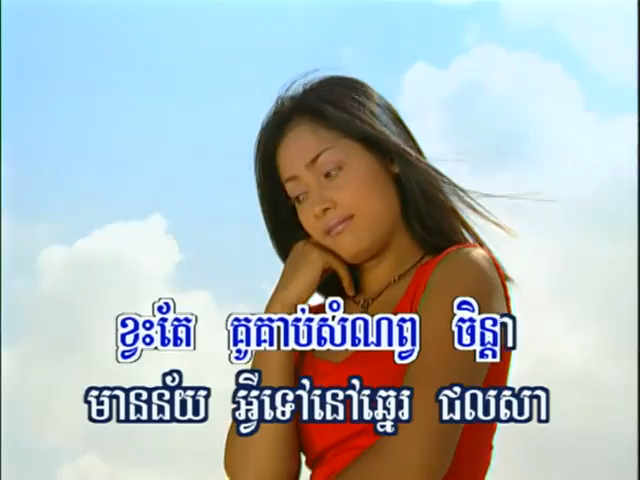 ខ្វះតែ គូគាប់សំណព្វ ចិន្តា
មានន័យ អ្វីទៅនៅឆ្នេរ ជលសា